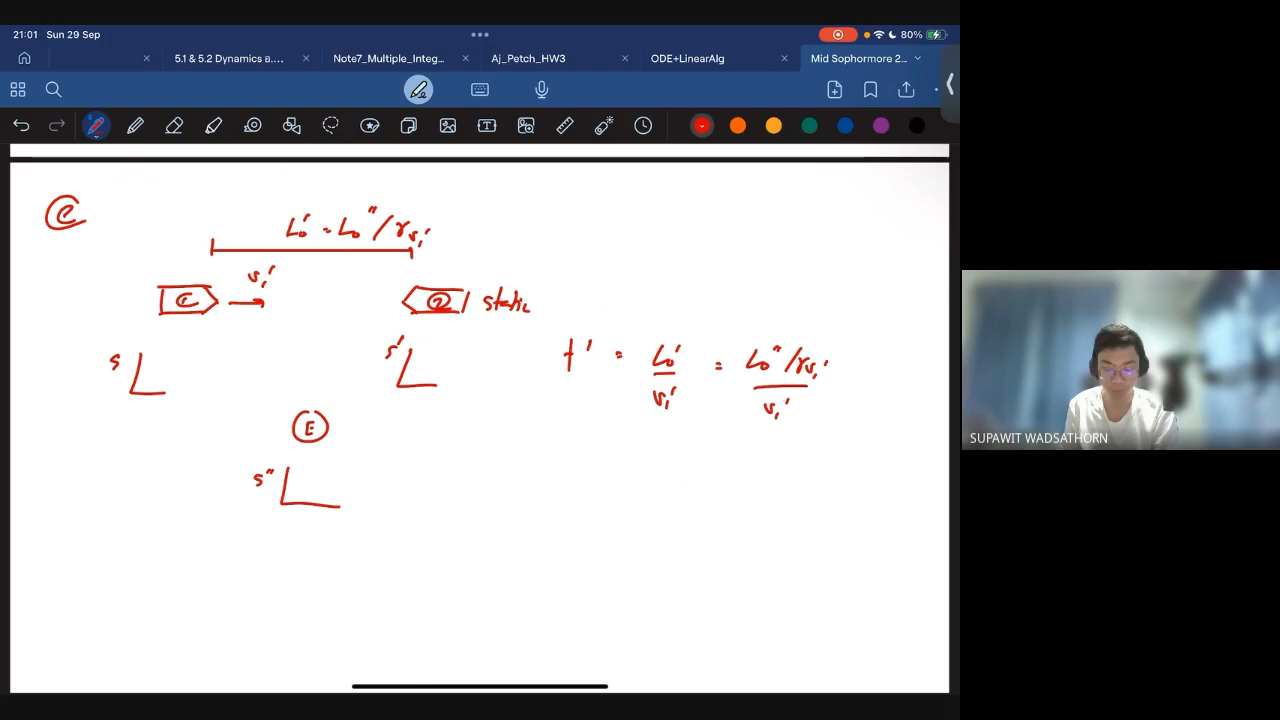 21:01 Sun 29 Sep
80%
5.1 & 5.2 Dynamics a....
Note7_Multiple_Integ...
Aj_Petch_HW3
ODE+LinearAlg
Mid Sophormore 2...
L₀' = L₀"/γv₁'
v₁'
② static
s
s'
t' = L₀'/v₁' = L₀"/γv₁' / v₁'
E
s"
SUPAWIT WADSATHORN